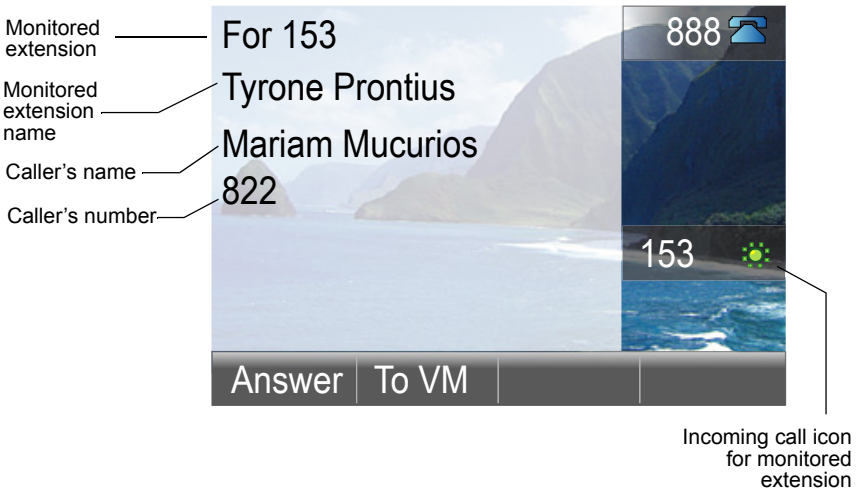 Monitored
extension
Monitored
extension
name
Caller's name
Caller's number
For 153
Tyrone Prontius
Mariam Mucurios
822
888
153
Answer
To VM
Incoming call icon
for monitored
extension